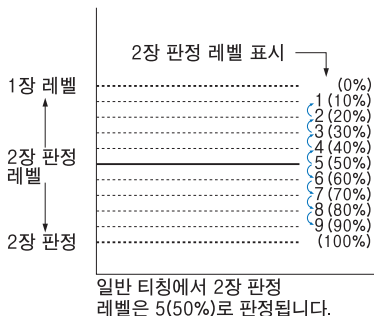 2장 판정 레벨 표시
1장 레벨
(0%)
1 (10%)
2 (20%)
3 (30%)
4 (40%)
2장 판정
레벨
5 (50%)
6 (60%)
7 (70%)
8 (80%)
9 (90%)
2장 판정
(100%)
일반 티칭에서 2장 판정
레벨은 5(50%)로 판정됩니다.